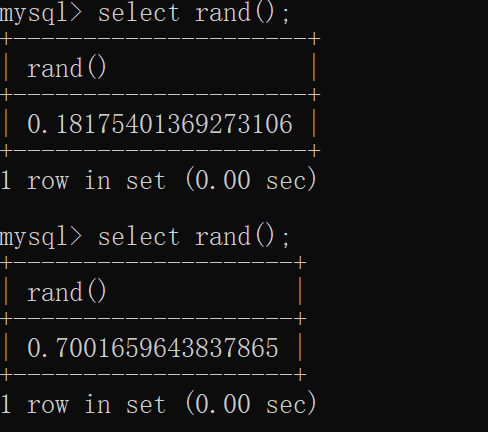 mysql> select rand();
+---------------------+
| rand()              |
+---------------------+
| 0.18175401369273106 |
+---------------------+
1 row in set (0.00 sec)
mysql> select rand();
+--------------------+
| rand()             |
+--------------------+
| 0.7001659643837865 |
+--------------------+
1 row in set (0.00 sec)